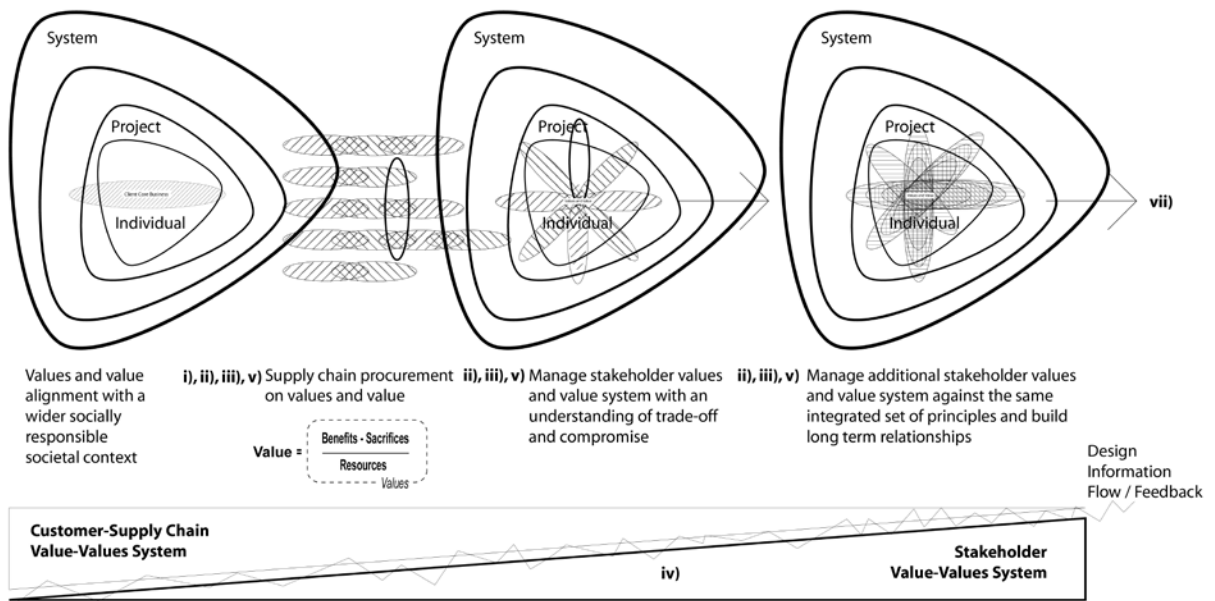 System
Project
Client Core Business
Individual
System
Project
Individual
System
Project
Individual
vii)
Values and value
alignment with a
wider socially
responsible
societal context
i), ii), iii), v) Supply chain procurement
on values and value
Value =
Benefits - Sacrifices
Resources
Values
ii), iii), v) Manage stakeholder values
and value system with an
understanding of trade-off
and compromise
ii), iii), v) Manage additional stakeholder values
and value system against the same
integrated set of principles and build
long term relationships
Design
Information
Flow / Feedback
Customer-Supply Chain
Value-Values System
iv)
Stakeholder
Value-Values System